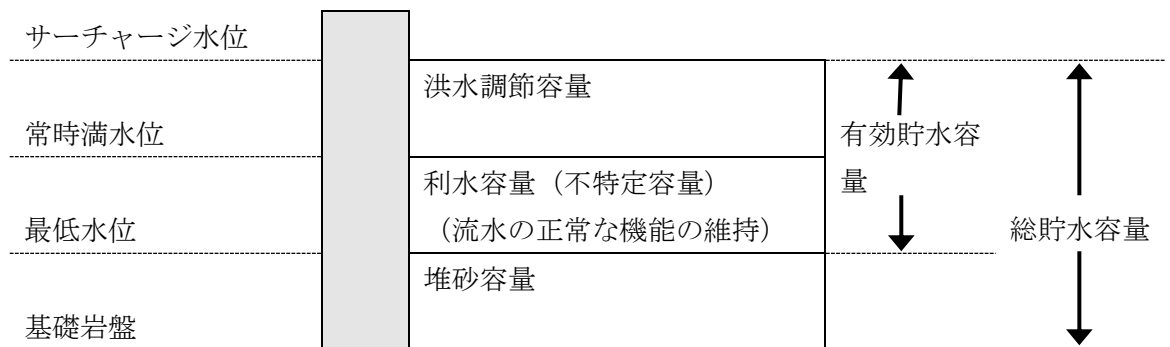 サーチャージ水位
洪水調節容量
常時満水位
有効貯水容
量
利水容量（不特定容量）
（流水の正常な機能の維持）
最低水位
総貯水容量
堆砂容量
基礎岩盤